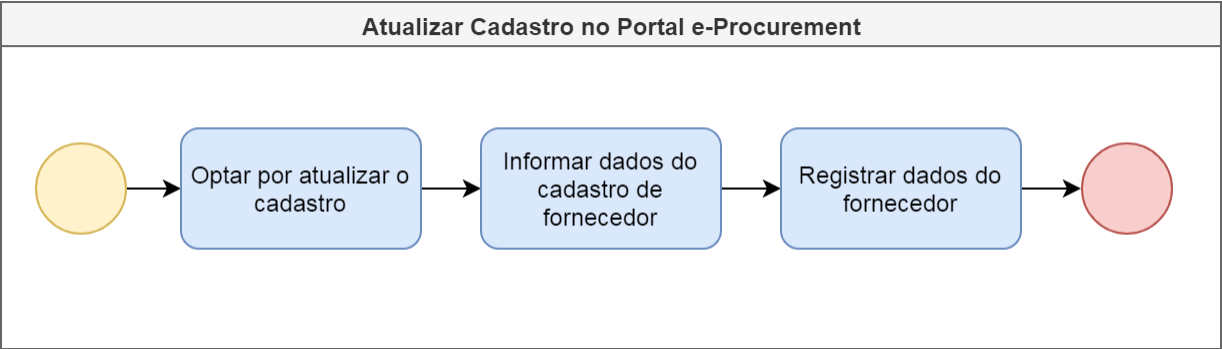 Atualizar Cadastro no Portal e-Procurement
Optar por atualizar o
cadastro
Informar dados do
cadastro de
fornecedor
Registrar dados do
fornecedor